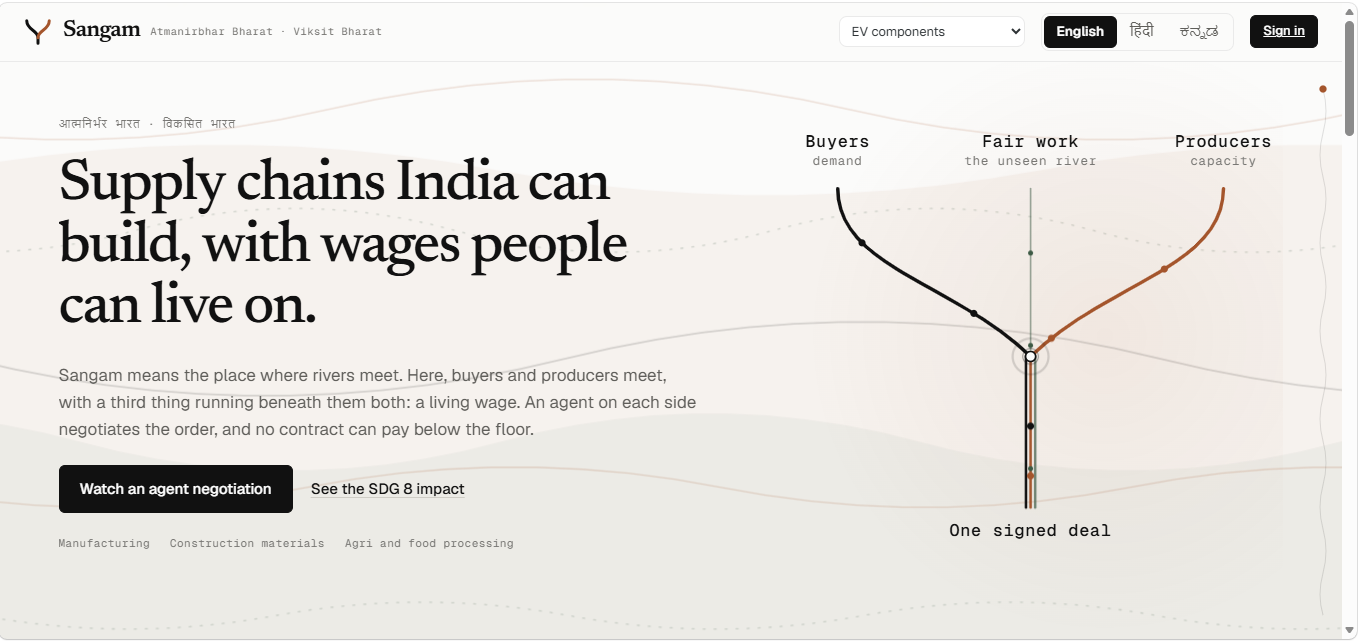 Sangam
Atmanirbhar Bharat · Viksit Bharat
EV components
English
हिंदी
ಕನ್ನಡ
Sign in
आत्मनिर्भर भारत · विकसित भारत
Supply chains India can
build, with wages people
can live on.
Sangam means the place where rivers meet. Here, buyers and producers meet,
with a third thing running beneath them both: a living wage. An agent on each side
negotiates the order, and no contract can pay below the floor.
Watch an agent negotiation
See the SDG 8 impact
Manufacturing
Construction materials
Agri and food processing
Buyers
demand
Fair work
the unseen river
Producers
capacity
One signed deal